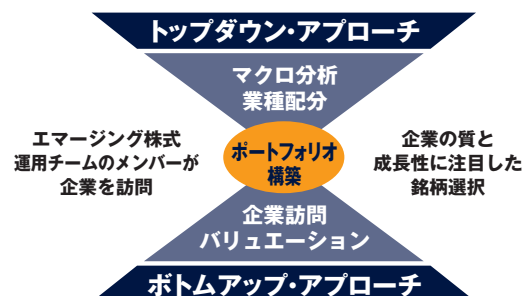 トップダウン・アプローチ
マクロ分析
業種配分
エマージング株式
運用チームのメンバーが
企業を訪問
ポートフォリオ
構築
企業の質と
成長性に注目した
銘柄選択
企業訪問
バリュエーション
ボトムアップ・アプローチ